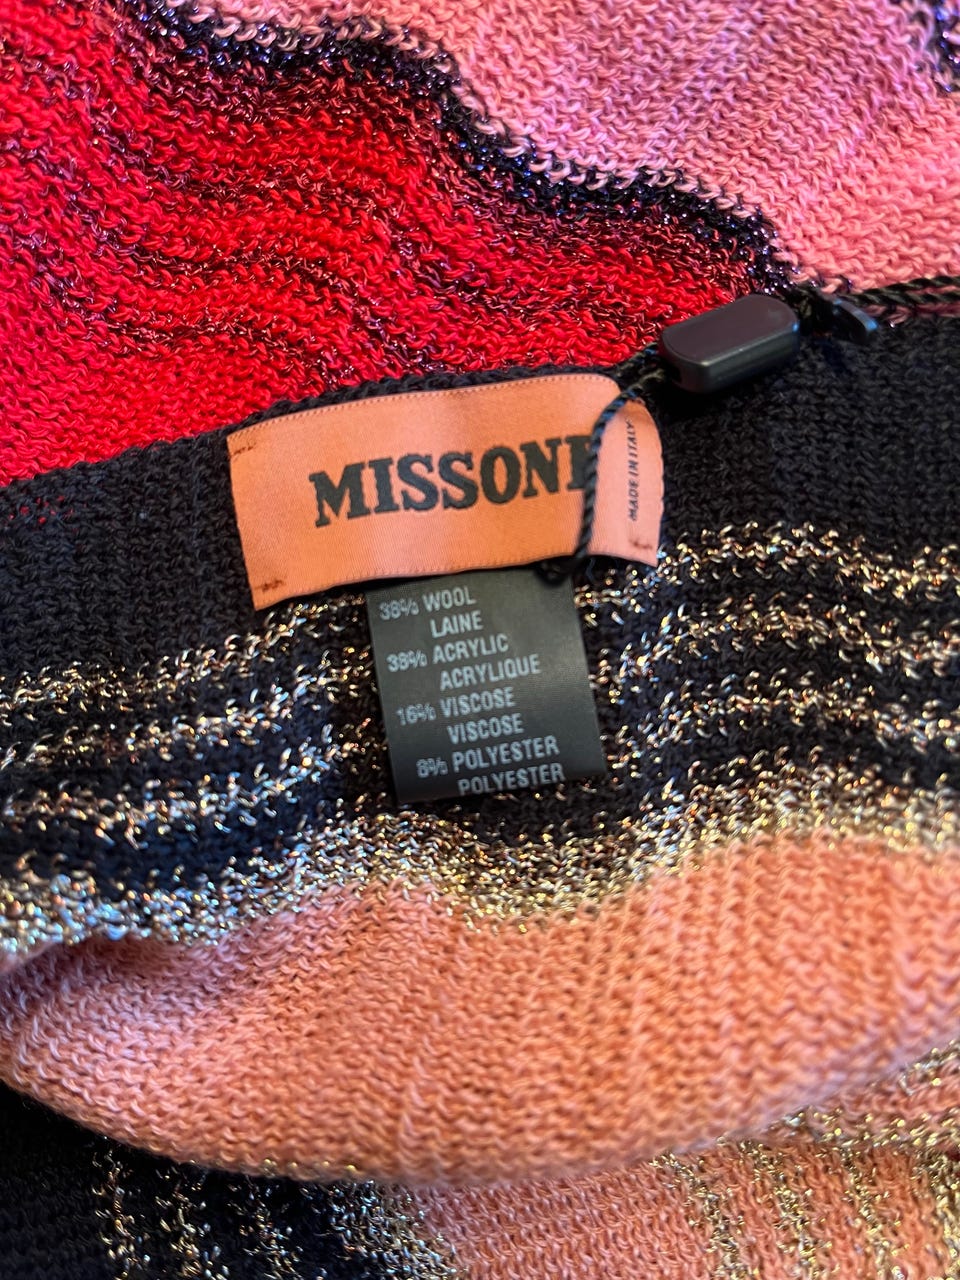 MISSONI
MADE IN ITALY
38% WOOL
LAINE
38% ACRYLIC
ACRYLIQUE
16% VISCOSE
VISCOSE
8% POLYESTER
POLYESTER